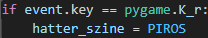 if event.key == pygame.K_r:
    hatter_szine = PIROS